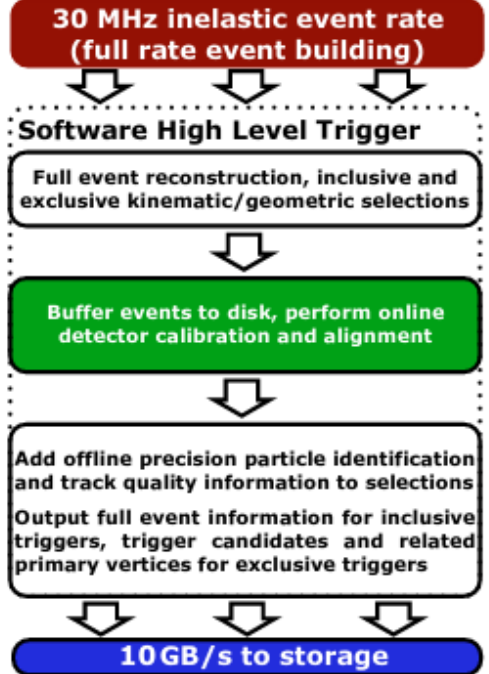 30 MHz inelastic event rate
(full rate event building)
Software High Level Trigger
Full event reconstruction, inclusive and
exclusive kinematic/geometric selections
Buffer events to disk, perform online
detector calibration and alignment
Add offline precision particle identification
and track quality information to selections
Output full event information for inclusive
triggers, trigger candidates and related
primary vertices for exclusive triggers
10GB/s to storage